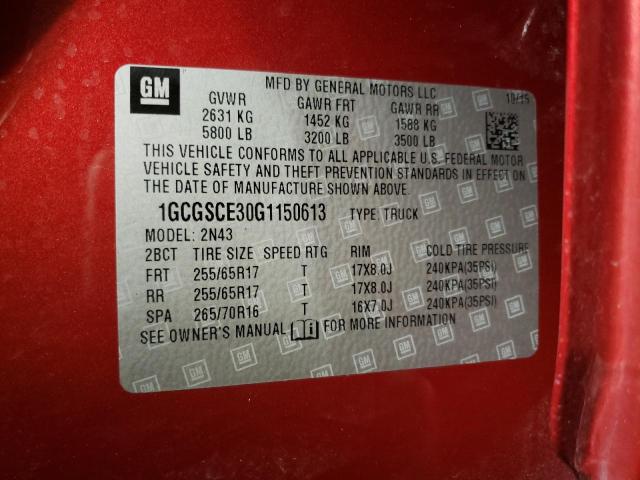 GM
MFD BY GENERAL MOTORS LLC
10/15
GVWR GAWR FRT GAWR RR
2631 KG 1452 KG 1588 KG
5800 LB 3200 LB 3500 LB
THIS VEHICLE CONFORMS TO ALL APPLICABLE U.S. FEDERAL MOTOR
VEHICLE SAFETY AND THEFT PREVENTION STANDARDS IN EFFECT ON
THE DATE OF MANUFACTURE SHOWN ABOVE.
1GCGSCE30G1150613 TYPE: TRUCK
MODEL: 2N43
2BCT TIRE SIZE SPEED RTG RIM COLD TIRE PRESSURE
FRT 255/65R17 T 17X8.0J 240KPA(35PSI)
RR 255/65R17 T 17X8.0J 240KPA(35PSI)
SPA 265/70R16 T 16X7.0J 240KPA(35PSI)
SEE OWNER'S MANUAL FOR MORE INFORMATION